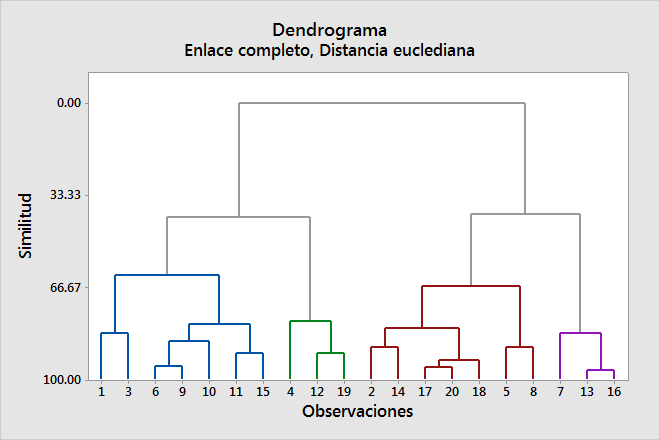 Dendrograma
Enlace completo, Distancia euclediana
0.00
33.33
66.67
100.00
Similitud
1 3 6 9 10 11 15 4 12 19 2 14 17 20 18 5 8 7 13 16
Observaciones